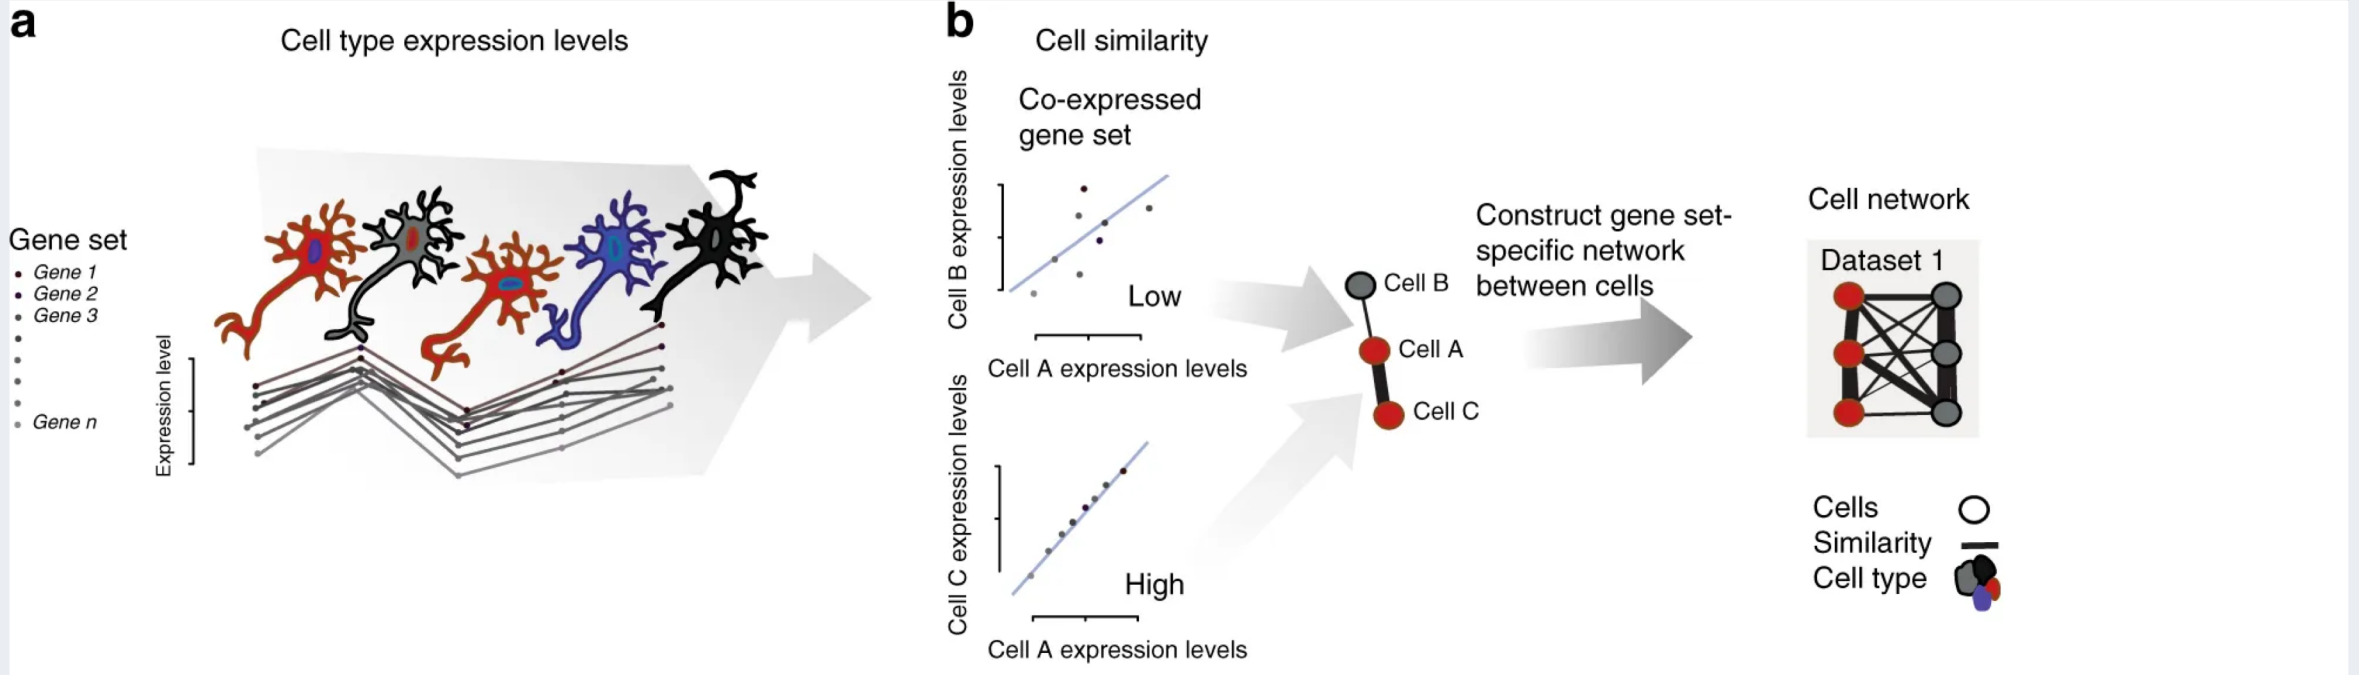 a
Cell type expression levels
Gene set
Gene 1
Gene 2
Gene 3
Gene n
Expression level
b
Cell similarity
Co-expressed
gene set
Cell B expression levels
Low
Cell A expression levels
Cell C expression levels
High
Cell A expression levels
Cell B
Cell A
Cell C
Construct gene set-
specific network
between cells
Cell network
Dataset 1
Cells
Similarity
Cell type